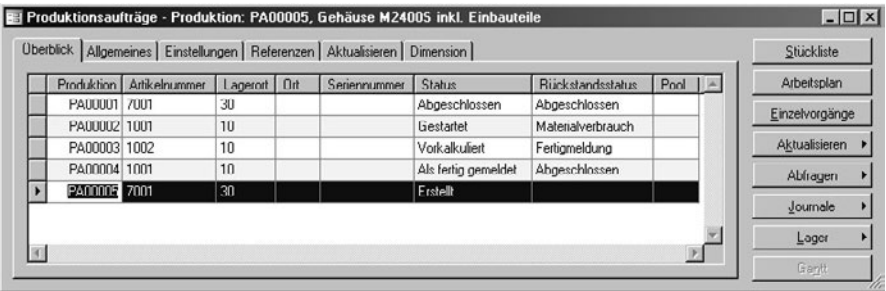 Produktionsaufträge - Produktion: PA00005, Gehäuse M2400S inkl. Einbauteile
Überblick Allgemeines Einstellungen Referenzen Aktualisieren Dimension
Produktion Artikelnummer Lagerort Ort Seriennummer Status Rückstandsstatus Pool
PA00001 7001 30 Abgeschlossen Abgeschlossen
PA00002 1001 10 Gestartet Materialverbrauch
PA00003 1002 10 Vorkalkuliert Fertigmeldung
PA00004 1001 10 Als fertig gemeldet Abgeschlossen
PA00005 7001 30 Erstellt
Stückliste
Arbeitsplan
Einzelvorgänge
Aktualisieren
Abfragen
Journale
Lager
Gantt